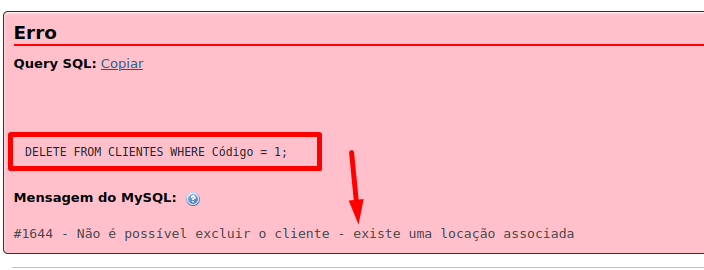 Erro
Query SQL: Copiar
DELETE FROM CLIENTES WHERE Código = 1;
Mensagem do MySQL: ?
#1644 - Não é possível excluir o cliente - existe uma locação associada